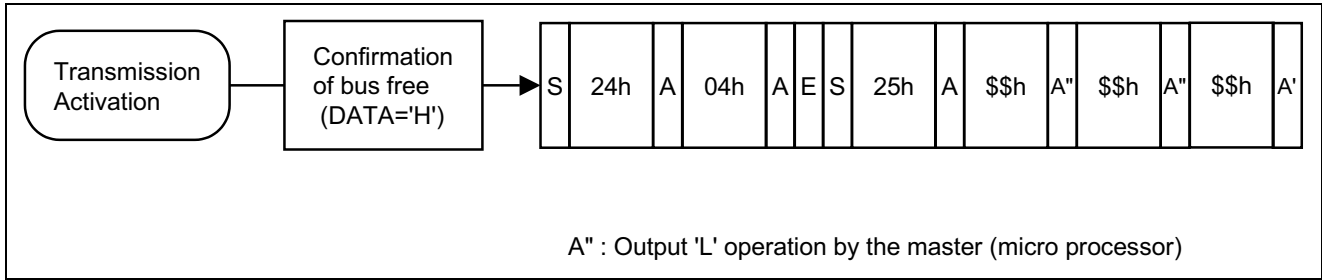 Transmission
Activation
Confirmation
of bus free
(DATA='H')
S 24h A 04h A E S 25h A $$h A" $$h A" $$h A'
A" : Output 'L' operation by the master (micro processor)